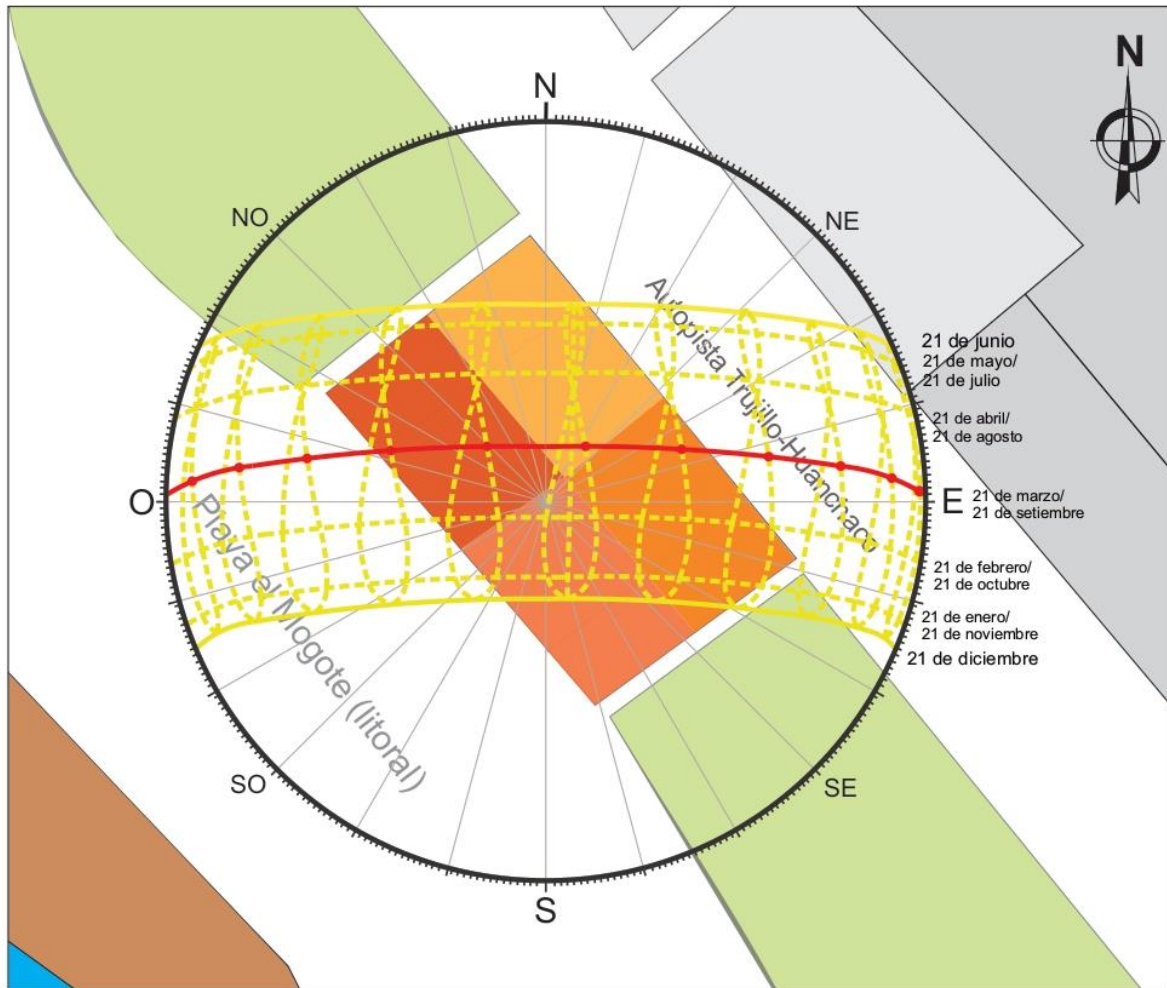 N
N
NO
NE
Autopista Trujillo-Huanchaco
21 de junio
21 de mayo/
21 de julio
21 de abril/
21 de agosto
O
E
21 de marzo/
21 de setiembre
Playa el Mogote (litoral)
21 de febrero/
21 de octubre
21 de enero/
21 de noviembre
21 de diciembre
SO
SE
S